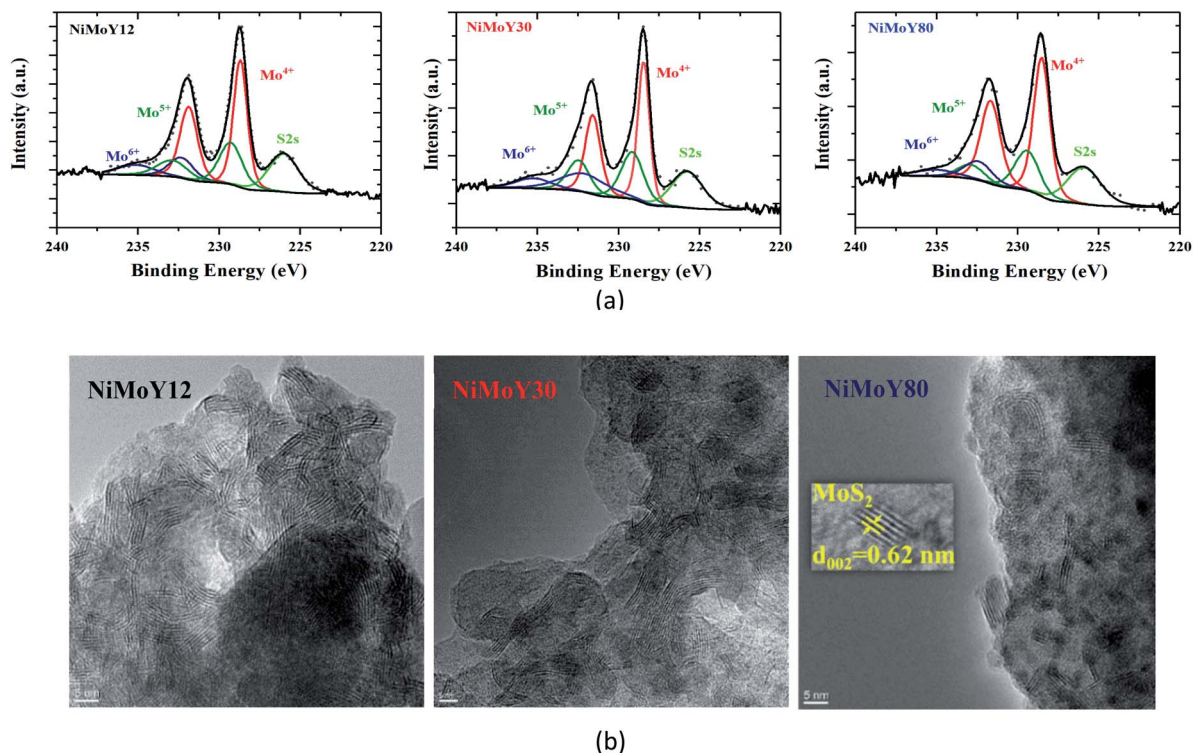 NiMoY12
Mo⁴⁺
Mo⁵⁺
Mo⁶⁺
S2s
Intensity (a.u.)
240 235 230 225 220
Binding Energy (eV)
NiMoY30
Mo⁴⁺
Mo⁵⁺
Mo⁶⁺
S2s
Intensity (a.u.)
240 235 230 225 220
Binding Energy (eV)
NiMoY80
Mo⁴⁺
Mo⁵⁺
Mo⁶⁺
S2s
Intensity (a.u.)
240 235 230 225 220
Binding Energy (eV)
(a)
NiMoY12
5 nm
NiMoY30
NiMoY80
MoS₂
d₀₀₂=0.62 nm
5 nm
(b)